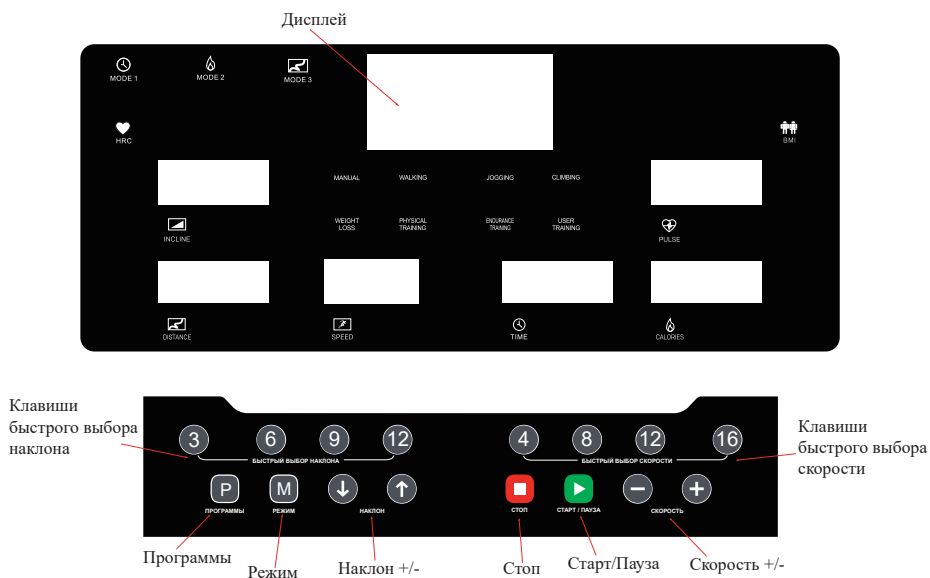 Дисплей
MODE 1
MODE 2
MODE 3
HRC
BMI
MANUAL WALKING JOGGING CLIMBING
WEIGHT LOSS
PHYSICAL TRAINING
ENDURANCE TRAINING
USER TRAINING
INCLINE
PULSE
DISTANCE
SPEED
TIME
CALORIES
Клавиши
быстрого выбора
наклона
3 6 9 12
БЫСТРЫЙ ВЫБОР НАКЛОНА
4 8 12 16
БЫСТРЫЙ ВЫБОР СКОРОСТИ
Клавиши
быстрого выбора
скорости
P
M
ПРОГРАММЫ
РЕЖИМ
НАКЛОН
СТОП
СТАРТ / ПАУЗА
СКОРОСТЬ
Программы
Режим
Наклон +/-
Стоп
Старт/Пауза
Скорость +/-